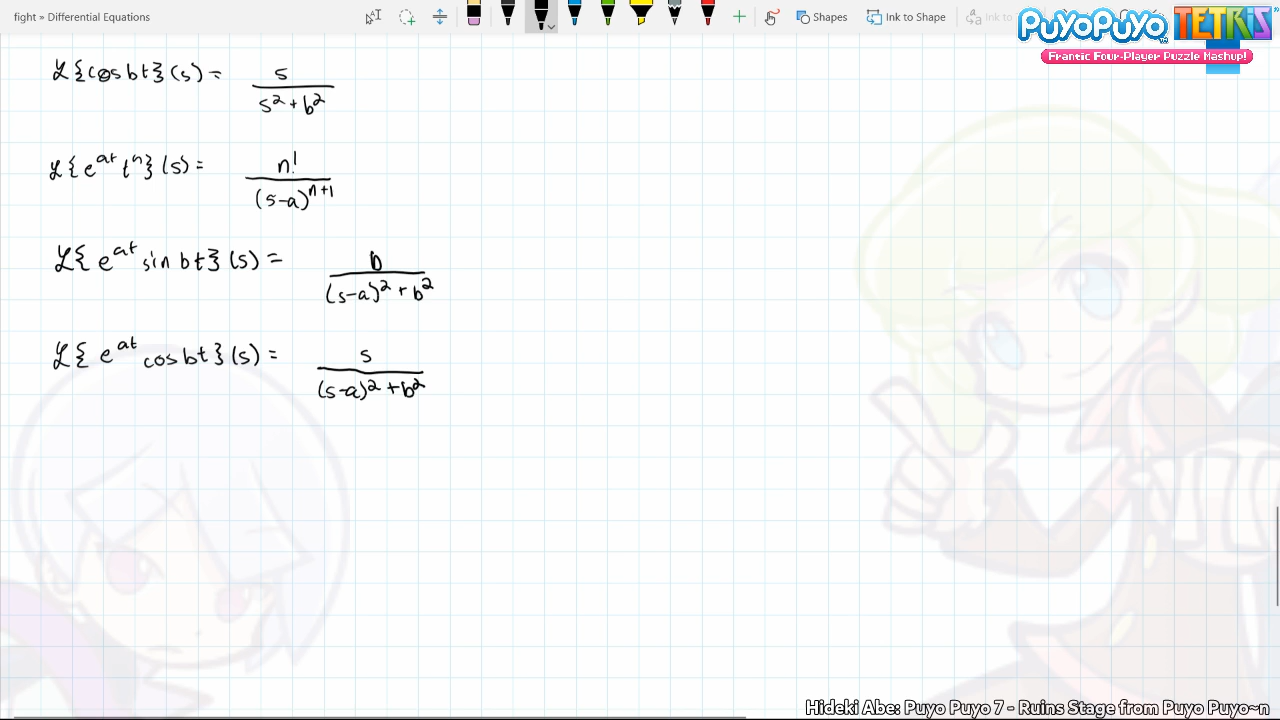 fight » Differential Equations
Shapes
Ink to Shape
Ink to
PuyoPuyo TETRIS
Frantic Four-Player Puzzle Mashup!
ℒ{cos bt}(s) = s / (s² + b²)
ℒ{e^{at} t^n}(s) = n! / (s-a)^{n+1}
ℒ{e^{at} sin bt}(s) = b / ((s-a)² + b²)
ℒ{e^{at} cos bt}(s) = s / ((s-a)² + b²)
Hideki Abe: Puyo Puyo 7 - Ruins Stage from Puyo Puyo~n